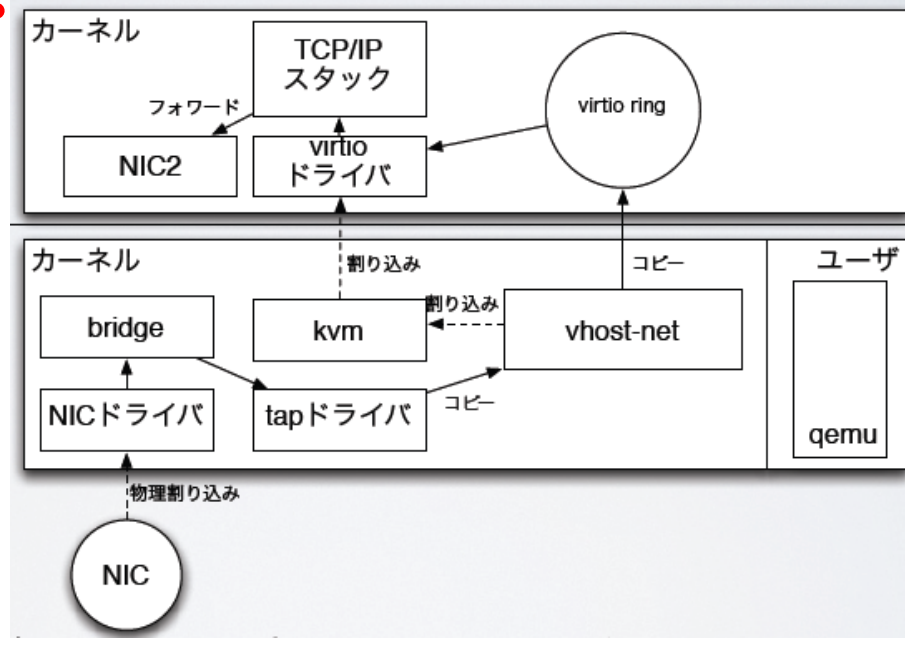 カーネル
TCP/IP
スタック
virtio ring
フォワード
NIC2
virtio
ドライバ
カーネル
ユーザ
割り込み
コピー
bridge
kvm
割り込み
vhost-net
NICドライバ
tapドライバ
コピー
qemu
物理割り込み
NIC